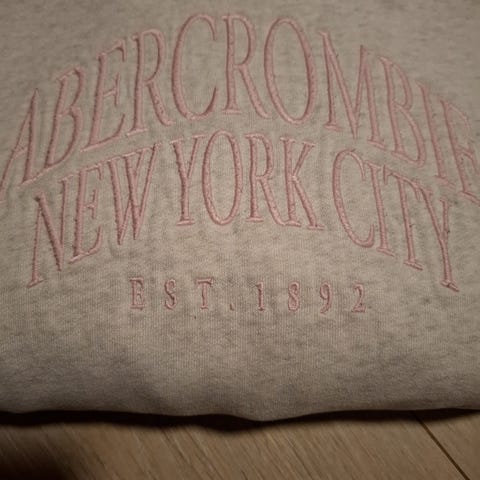 ABERCROMBIE
NEW YORK CITY
EST. 1892